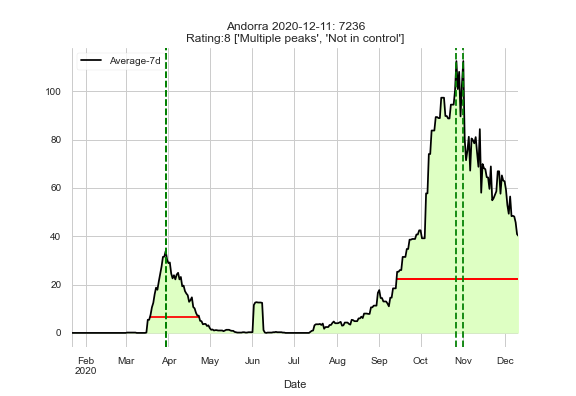 Andorra 2020-12-11: 7236
Rating:8 ['Multiple peaks', 'Not in control']
Average-7d
100
80
60
40
20
0
Feb Mar Apr May Jun Jul Aug Sep Oct Nov Dec
2020
Date